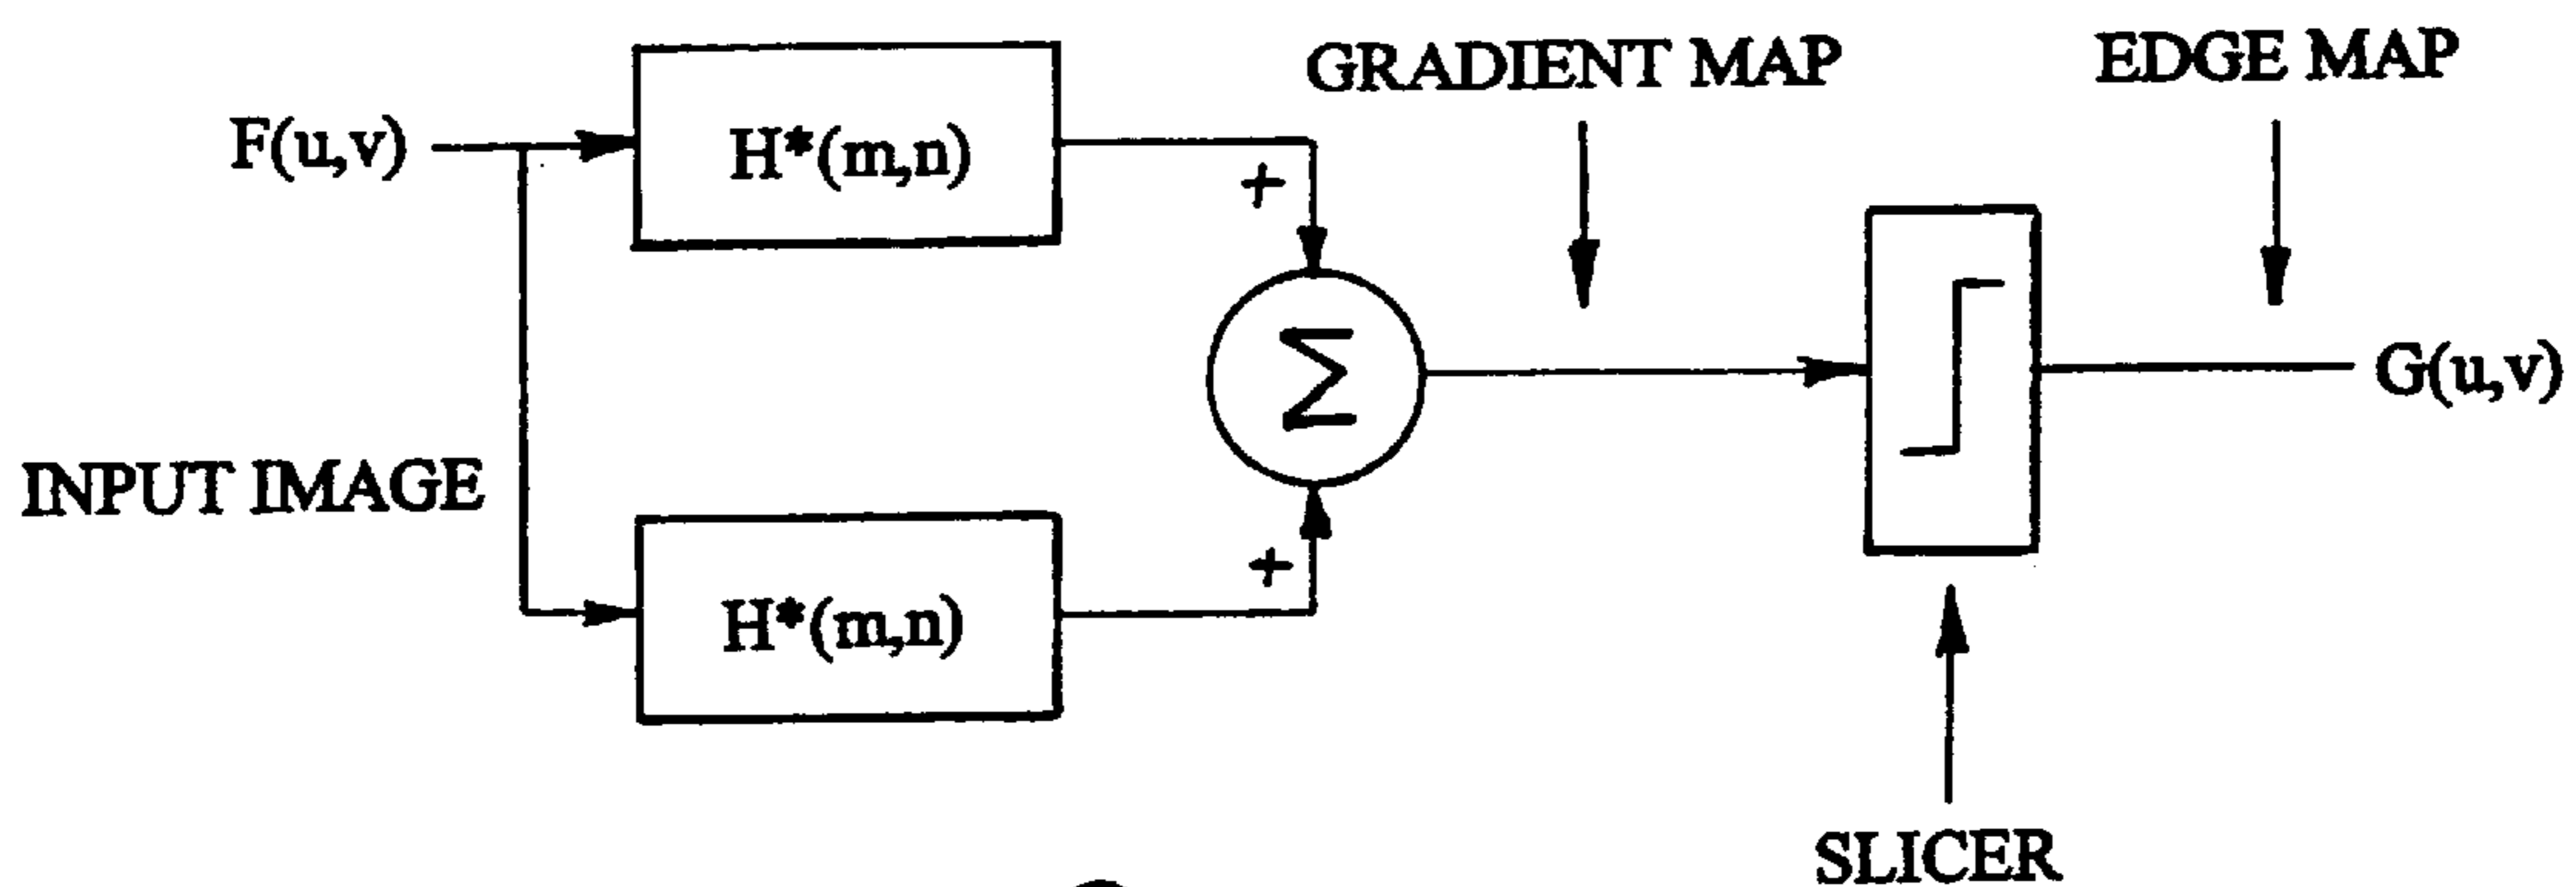 GRADIENT MAP
EDGE MAP
F(u,v)
H*(m,n)
+
Σ
G(u,v)
INPUT IMAGE
+
H*(m,n)
SLICER